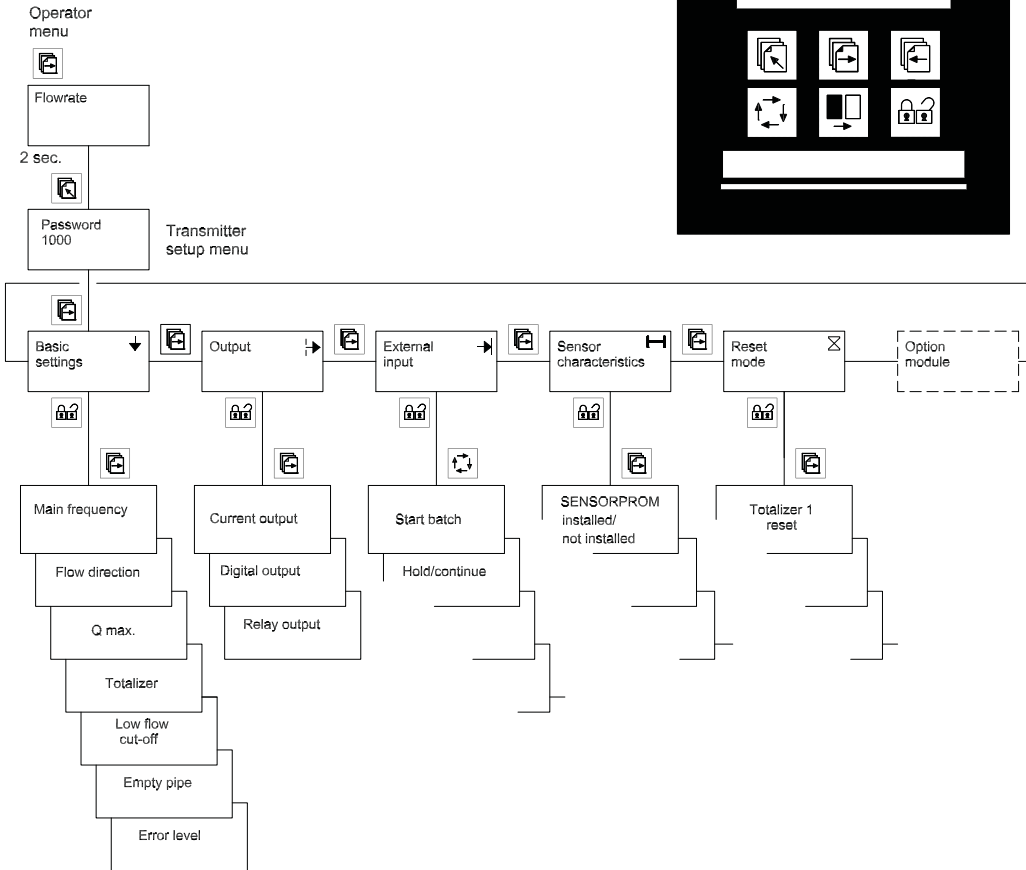 Operator
menu
Flowrate
2 sec.
Password
1000
Transmitter
setup menu
Basic
settings
Output
External
input
Sensor
characteristics
Reset
mode
Option
module
Main frequency
Flow direction
Q max.
Totalizer
Low flow
cut-off
Empty pipe
Error level
Current output
Digital output
Relay output
Start batch
Hold/continue
SENSORPROM
installed/
not installed
Totalizer 1
reset